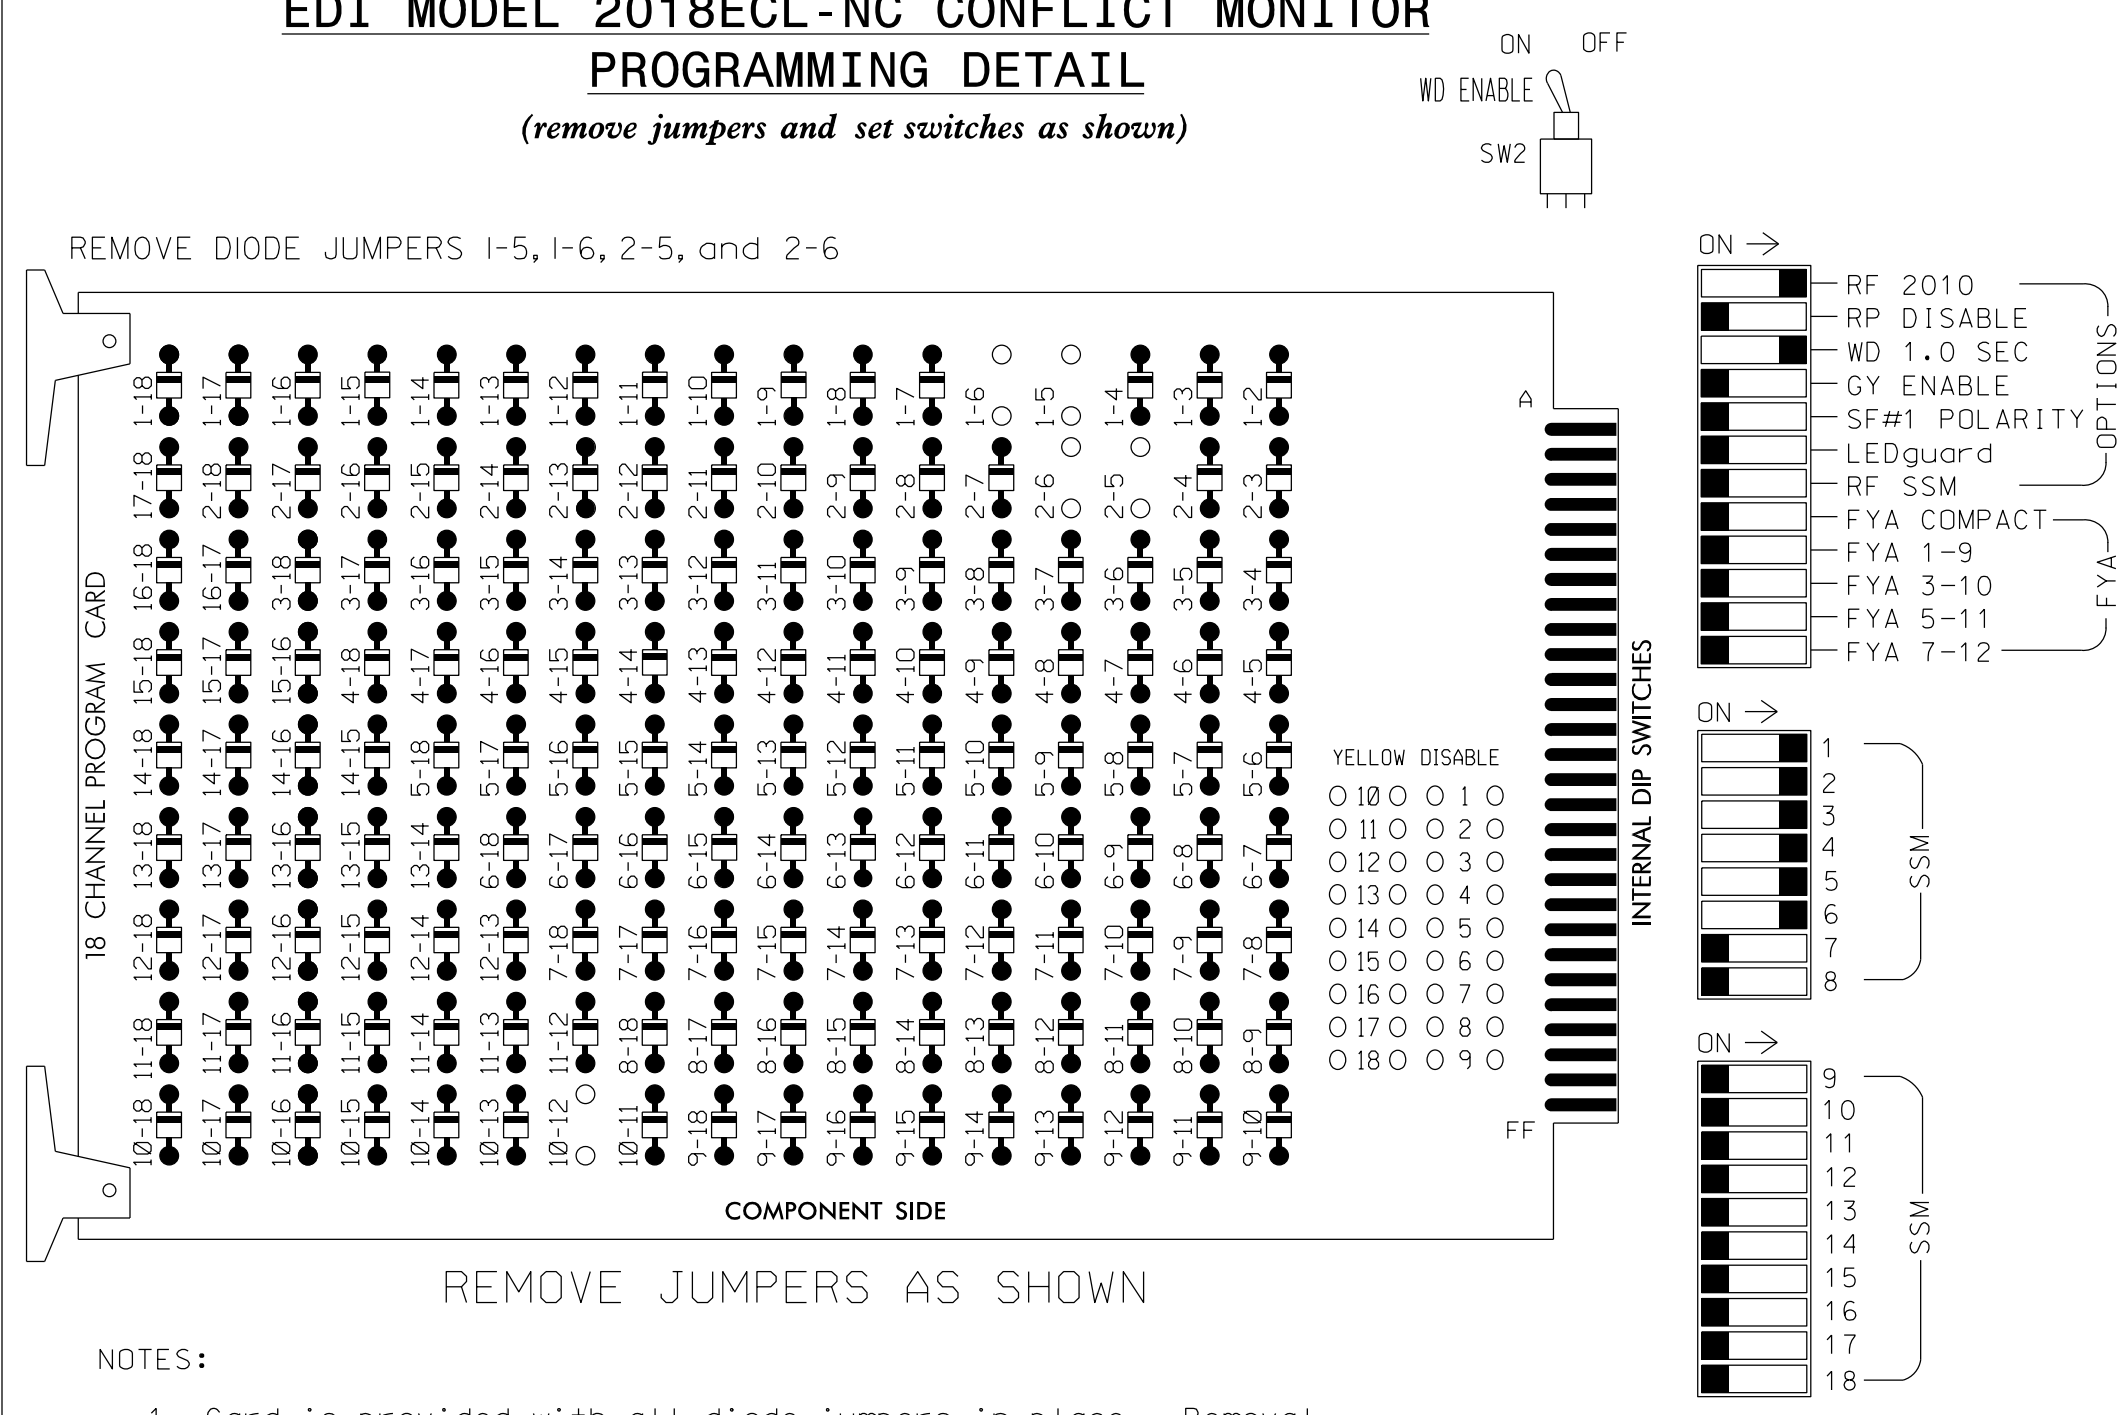 EDI MODEL 2018ECL-NC CONFLICT MONITOR
PROGRAMMING DETAIL
(remove jumpers and set switches as shown)
ON OFF
WD ENABLE
SW2
REMOVE DIODE JUMPERS 1-5, 1-6, 2-5, and 2-6
18 CHANNEL PROGRAM CARD
1-18 1-17 1-16 1-15 1-14 1-13 1-12 1-11 1-10 1-9 1-8 1-7 1-6 1-5 1-4 1-3 1-2
17-18 2-18 2-17 2-16 2-15 2-14 2-13 2-12 2-11 2-10 2-9 2-8 2-7 2-6 2-5 2-4 2-3
16-18 16-17 3-18 3-17 3-16 3-15 3-14 3-13 3-12 3-11 3-10 3-9 3-8 3-7 3-6 3-5 3-4
15-18 15-17 15-16 4-18 4-17 4-16 4-15 4-14 4-13 4-12 4-11 4-10 4-9 4-8 4-7 4-6 4-5
14-18 14-17 14-16 14-15 5-18 5-17 5-16 5-15 5-14 5-13 5-12 5-11 5-10 5-9 5-8 5-7 5-6
13-18 13-17 13-16 13-15 13-14 6-18 6-17 6-16 6-15 6-14 6-13 6-12 6-11 6-10 6-9 6-8 6-7
12-18 12-17 12-16 12-15 12-14 12-13 7-18 7-17 7-16 7-15 7-14 7-13 7-12 7-11 7-10 7-9 7-8
11-18 11-17 11-16 11-15 11-14 11-13 11-12 8-18 8-17 8-16 8-15 8-14 8-13 8-12 8-11 8-10 8-9
10-18 10-17 10-16 10-15 10-14 10-13 10-12 10-11 9-18 9-17 9-16 9-15 9-14 9-13 9-12 9-11 9-10
YELLOW DISABLE
10 1
11 2
12 3
13 4
14 5
15 6
16 7
17 8
18 9
A
FF
COMPONENT SIDE
INTERNAL DIP SWITCHES
ON →
RF 2010
RP DISABLE
WD 1.0 SEC
GY ENABLE
SF#1 POLARITY
LEDguard
RF SSM
OPTIONS
FYA COMPACT
FYA 1-9
FYA 3-10
FYA 5-11
FYA 7-12
FYA
ON →
1
2
3
4
5
6
7
8
SSM
ON →
9
10
11
12
13
14
15
16
17
18
SSM
REMOVE JUMPERS AS SHOWN
NOTES:
1. Card is provided with all diode jumpers in place. Removal